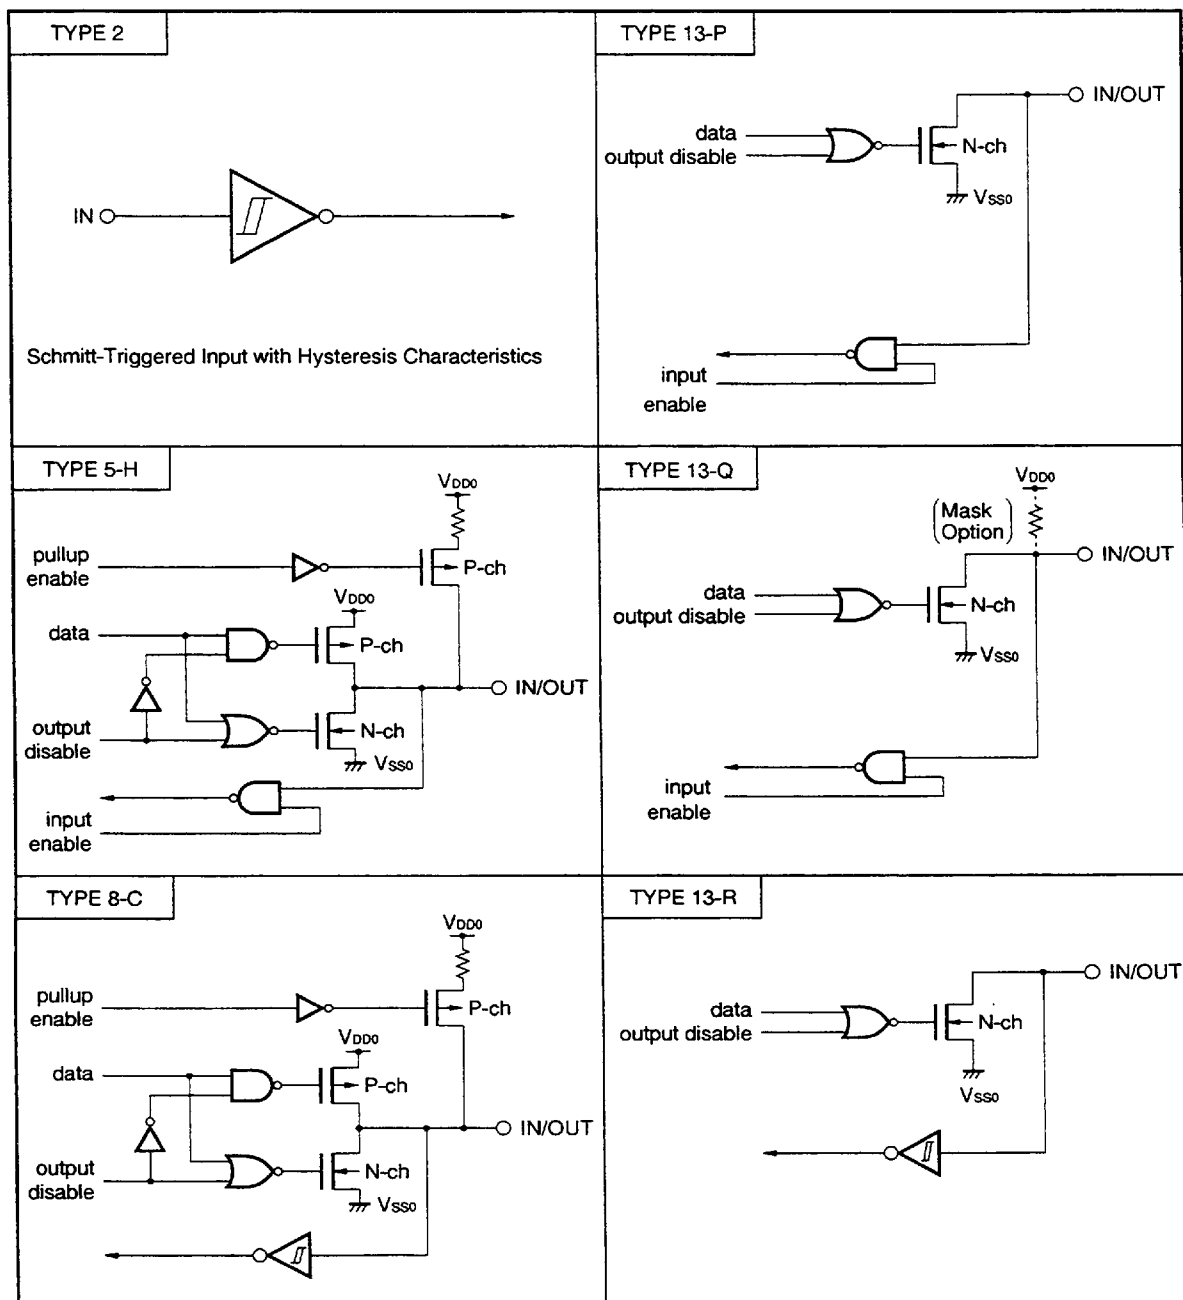 TYPE 2
IN
Schmitt-Triggered Input with Hysteresis Characteristics
TYPE 13-P
IN/OUT
data
output disable
N-ch
VSS0
input
enable
TYPE 5-H
VDD0
pullup
enable
P-ch
VDD0
data
P-ch
IN/OUT
output
disable
N-ch
VSS0
input
enable
TYPE 13-Q
VDD0
(Mask
Option)
IN/OUT
data
output disable
N-ch
VSS0
input
enable
TYPE 8-C
VDD0
pullup
enable
P-ch
VDD0
data
P-ch
IN/OUT
output
disable
N-ch
VSS0
TYPE 13-R
IN/OUT
data
output disable
N-ch
VSS0